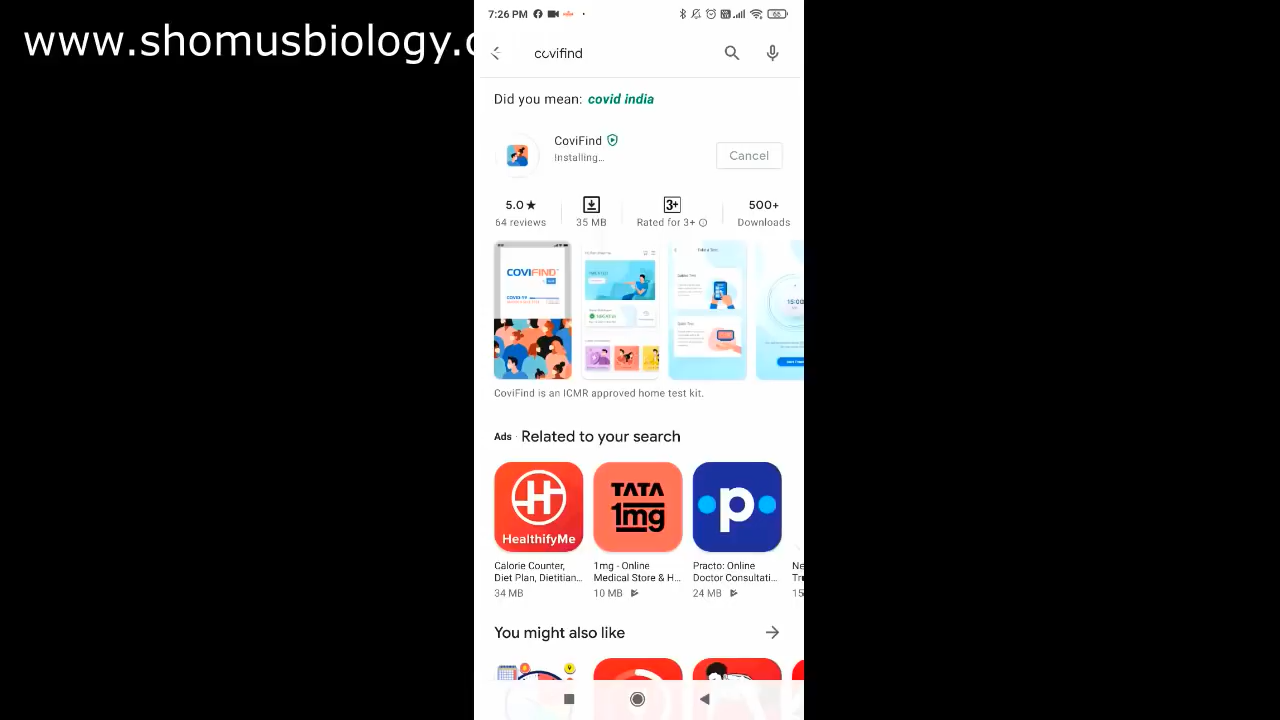 www.shomusbiology.c
7:26 PM
65
covifind
Did you mean: covid india
CoviFind
Installing...
Cancel
5.0★
64 reviews
35 MB
3+
Rated for 3+
500+
Downloads
COVIFIND
CoviFind is an ICMR approved home test kit.
Ads · Related to your search
HealthifyMe
TATA
1mg
p
Calorie Counter,
Diet Plan, Dietitian...
34 MB
1mg - Online
Medical Store & H...
10 MB
Practo: Online
Doctor Consultati...
24 MB
You might also like